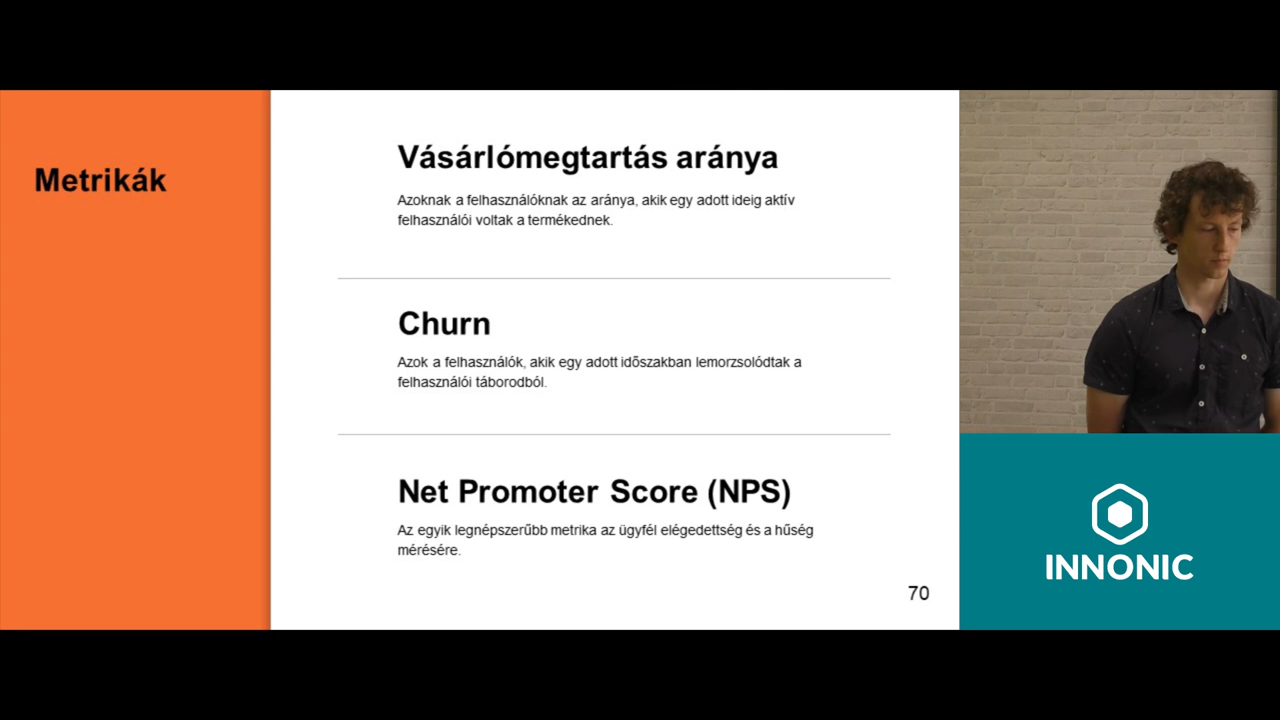 Metrikák
Vásárlómegtartás aránya
Azoknak a felhasználóknak az aránya, akik egy adott ideig aktív
felhasználói voltak a termékednek.
Churn
Azok a felhasználók, akik egy adott időszakban lemorzsolódtak a
felhasználói táborodból.
Net Promoter Score (NPS)
Az egyik legnépszerűbb metrika az ügyfél elégedettség és a hűség
mérésére.
70
INNONIC